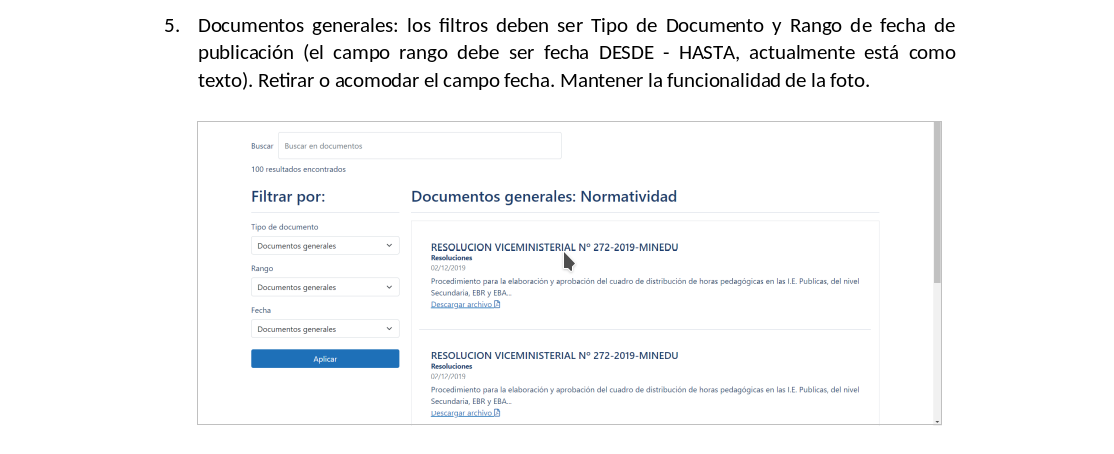 5. Documentos generales: los filtros deben ser Tipo de Documento y Rango de fecha de
publicación (el campo rango debe ser fecha DESDE - HASTA, actualmente está como
texto). Retirar o acomodar el campo fecha. Mantener la funcionalidad de la foto.
Buscar Buscar en documentos
100 resultados encontrados
Filtrar por:
Tipo de documento
Documentos generales
Rango
Documentos generales
Fecha
Documentos generales
Aplicar
Documentos generales: Normatividad
RESOLUCION VICEMINISTERIAL Nº 272-2019-MINEDU
Resoluciones
02/12/2019
Procedimiento para la elaboración y aprobación del cuadro de distribución de horas pedagógicas en las I.E. Publicas, del nivel
Secundaria, EBR y EBA...
Descargar archivo
RESOLUCION VICEMINISTERIAL Nº 272-2019-MINEDU
Resoluciones
02/12/2019
Procedimiento para la elaboración y aprobación del cuadro de distribución de horas pedagógicas en las I.E. Publicas, del nivel
Secundaria, EBR y EBA...
Descargar archivo